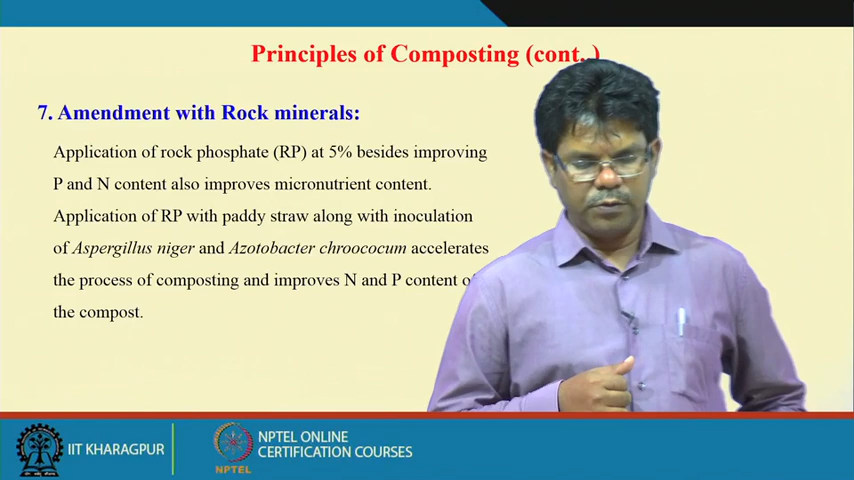 Principles of Composting (cont..)
7. Amendment with Rock minerals:
Application of rock phosphate (RP) at 5% besides improving
P and N content also improves micronutrient content.
Application of RP with paddy straw along with inoculation
of Aspergillus niger and Azotobacter chroococum accelerates
the process of composting and improves N and P content of
the compost.
IIT KHARAGPUR
NPTEL
NPTEL ONLINE
CERTIFICATION COURSES